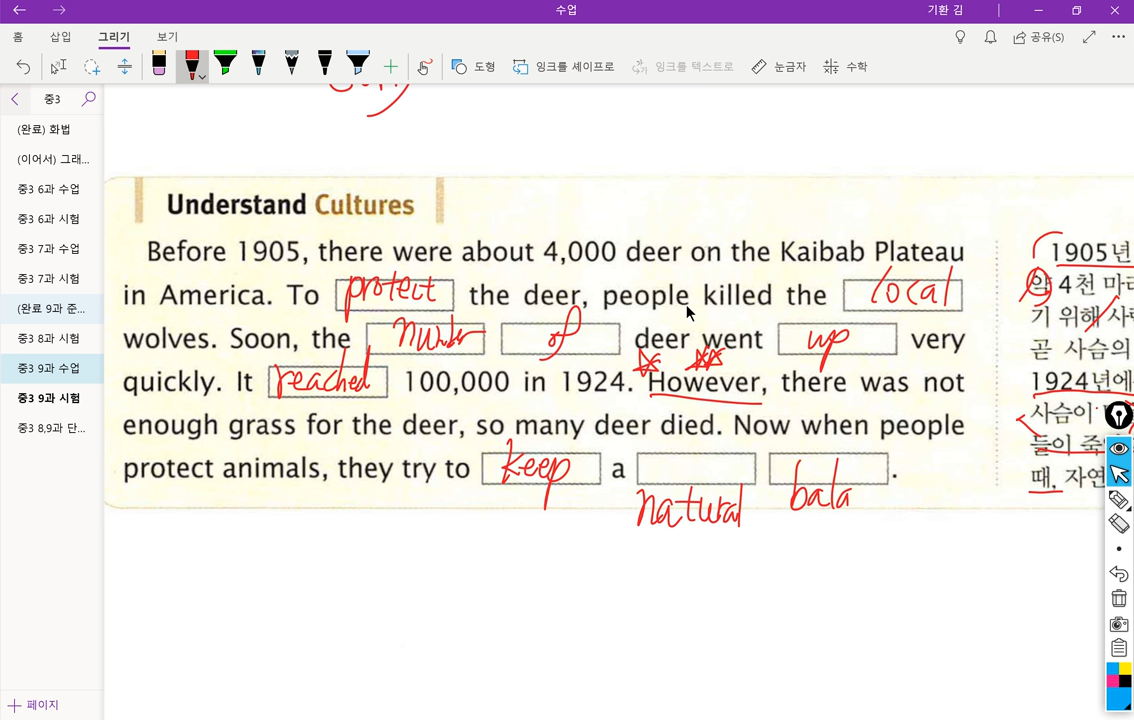 수업
기환 김
홈 삽입 그리기 보기
공유(S)
도형 잉크를 셰이프로 잉크를 텍스트로 눈금자 수학
중3
(완료) 화법
(이어서) 그래...
중3 6과 수업
중3 6과 시험
중3 7과 수업
중3 7과 시험
(완료 9과 준...
중3 8과 시험
중3 9과 수업
중3 9과 시험
중3 8,9과 단...
페이지
Understand Cultures
Before 1905, there were about 4,000 deer on the Kaibab Plateau
in America. To protect the deer, people killed the local
wolves. Soon, the number of deer went up very
quickly. It reached 100,000 in 1924. However, there was not
enough grass for the deer, so many deer died. Now when people
protect animals, they try to keep a natural bala .
1905년
약 4천 마리
기 위해 사
곧 사슴의
1924년에
사슴이
들이 죽
때, 자연